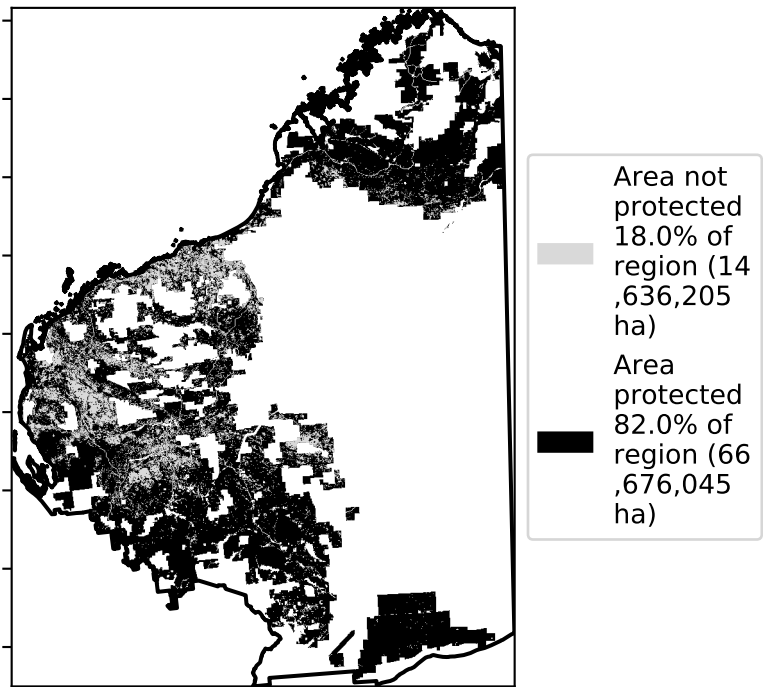 Area not
protected
18.0% of
region (14
,636,205
ha)
Area
protected
82.0% of
region (66
,676,045
ha)